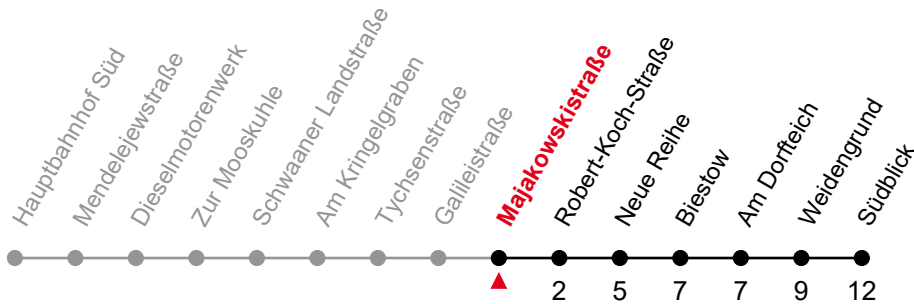 Hauptbahnhof Süd
Mendelejewstraße
Dieselmotorenwerk
Zur Mooskuhle
Schwaaner Landstraße
Am Kringelgraben
Tychsenstraße
Galileistraße
Majakowskistraße
Robert-Koch-Straße
Neue Reihe
Biestow
Am Dorfteich
Weidengrund
Südblick
2 5 7 7 9 12